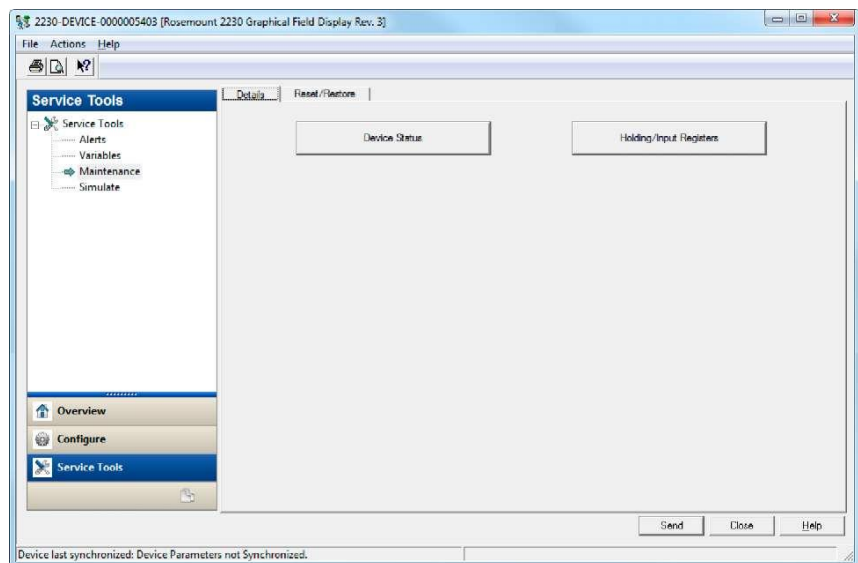 2230-DEVICE-0000005403 [Rosemount 2230 Graphical Field Display Rev. 3]
File Actions Help
Service Tools
Details Reset/Restore
Service Tools
Alerts
Variables
Maintenance
Simulate
Device Status Holding/Input Registers
Overview
Configure
Service Tools
Send Close Help
Device last synchronized: Device Parameters not Synchronized.